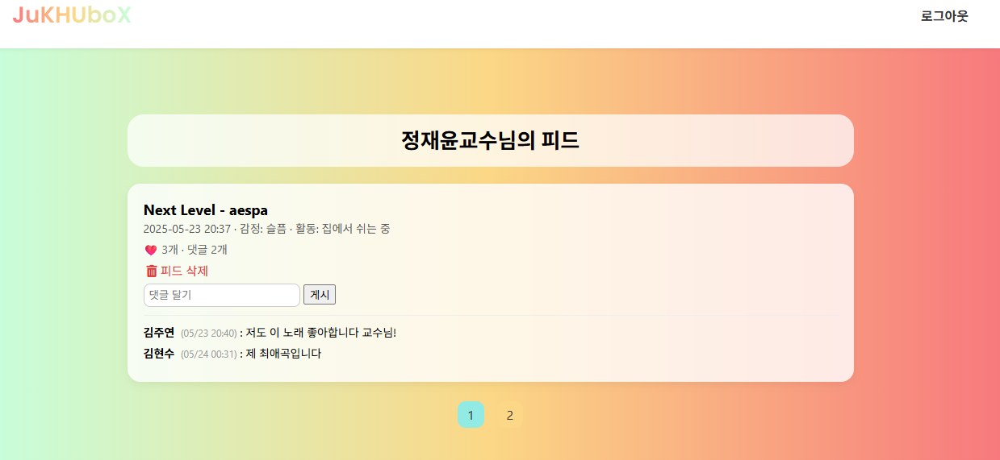 JuKHUboX
로그아웃
정재윤교수님의 피드
Next Level - aespa
2025-05-23 20:37 · 감정: 슬픔 · 활동: 집에서 쉬는 중
3개 · 댓글 2개
피드 삭제
댓글 달기 게시
김주연 (05/23 20:40) : 저도 이 노래 좋아합니다 교수님!
김현수 (05/24 00:31) : 제 최애곡입니다
1 2